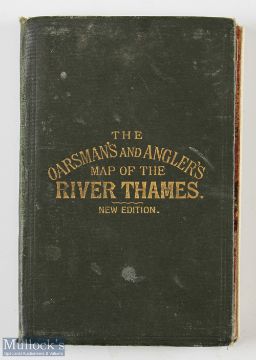 THE
OARSMAN'S AND ANGLER'S
MAP OF THE
RIVER THAMES.
NEW EDITION.
Mullock's